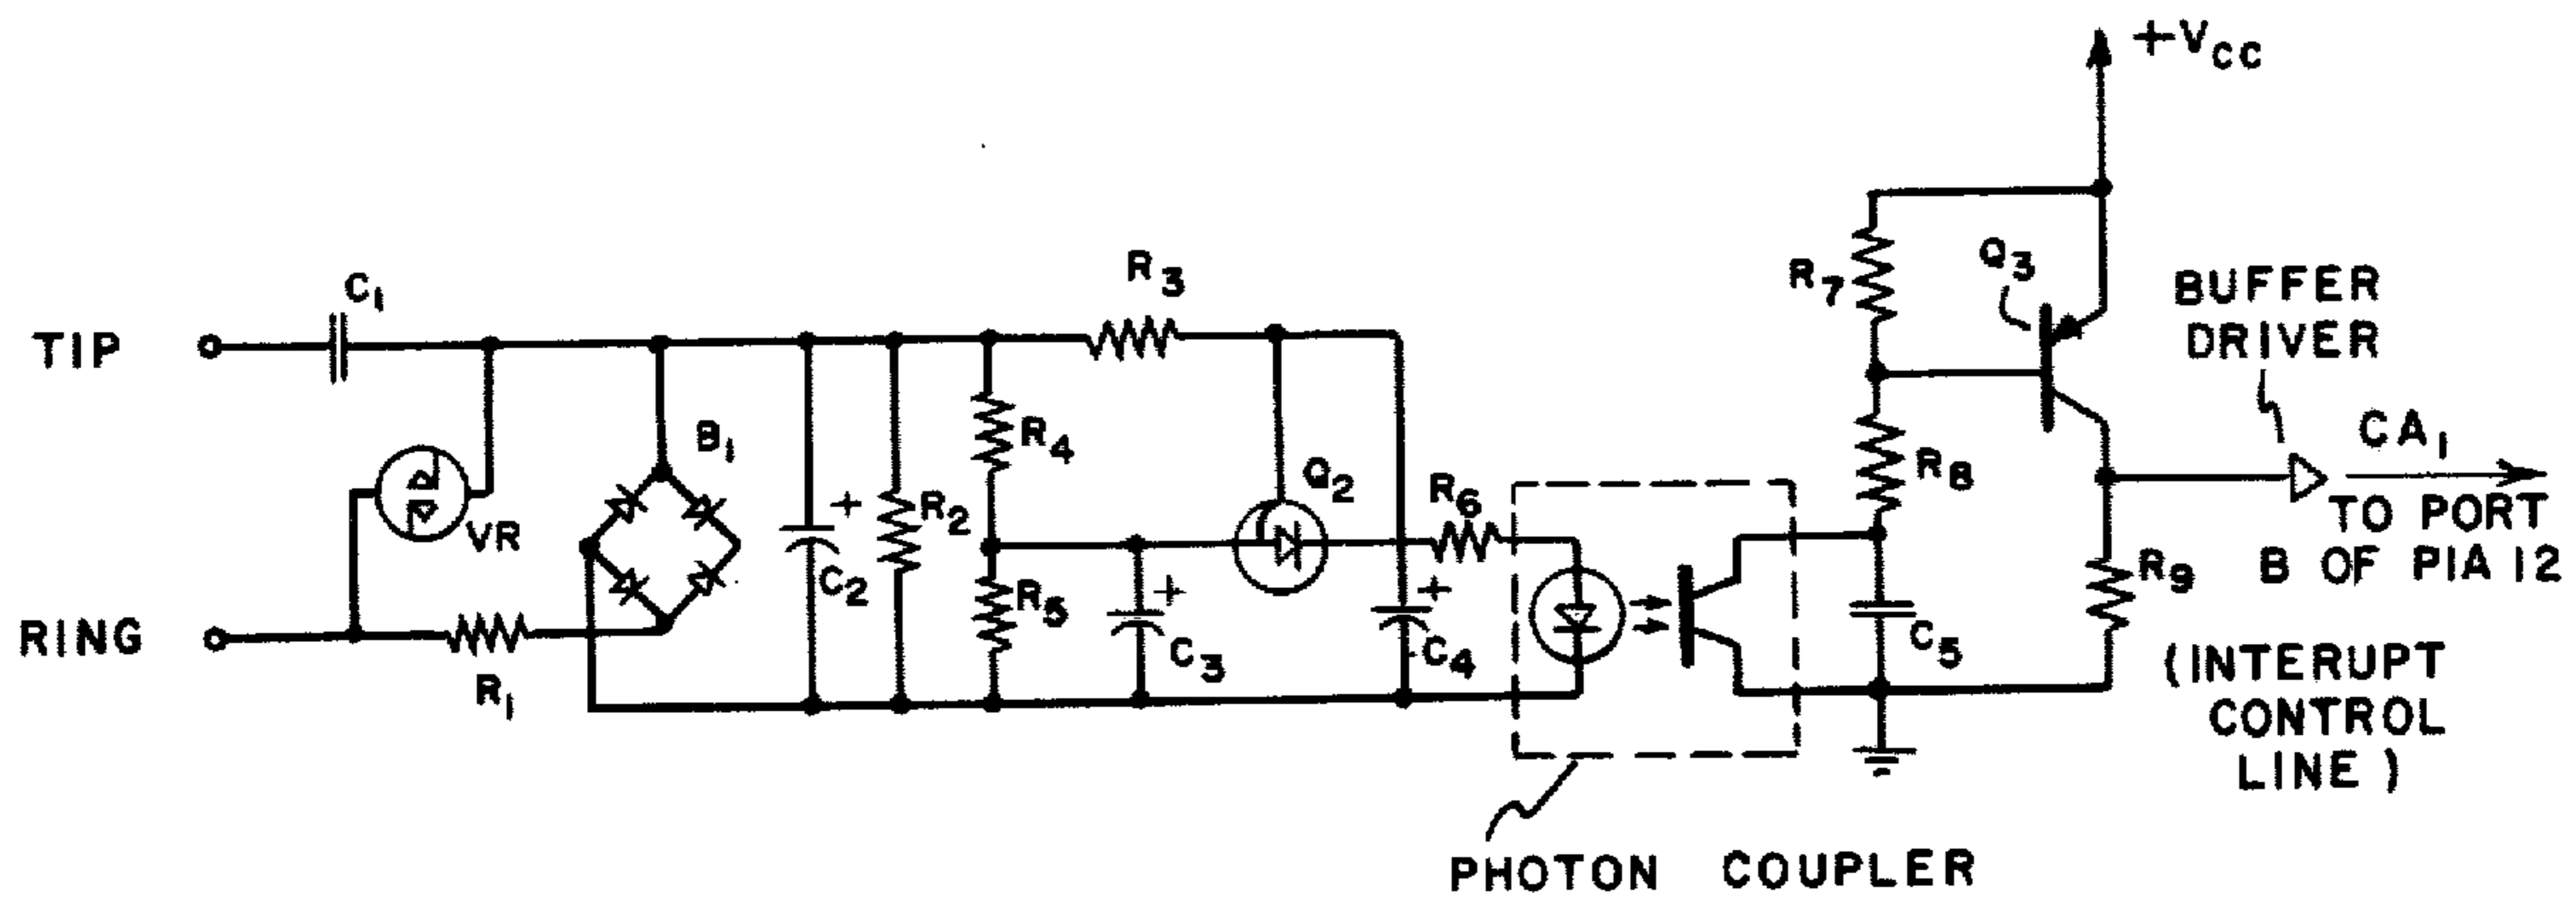 +VCC
R3
Q3
R7
BUFFER
DRIVER
C1
TIP
CA1
B1
R4
Q2
R6
R8
VR
R2
TO PORT
B OF PIA 12
C2
R5
R9
RING
C3
C4
C5
(INTERUPT
CONTROL
LINE)
R1
PHOTON COUPLER